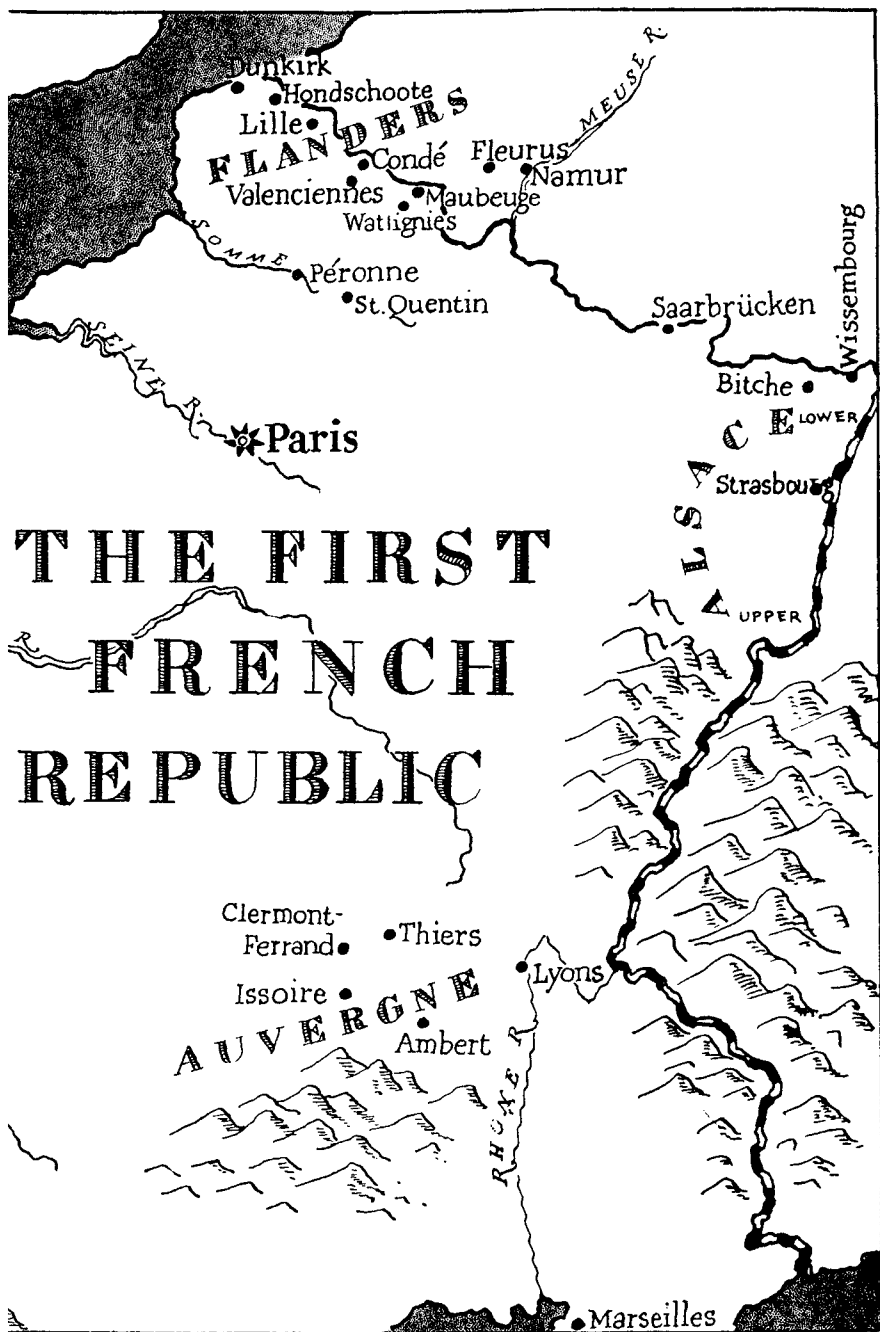 Dunkirk
Hondschoote
Lille
FLANDERS
MEUSE R.
Condé
Fleurus
Namur
Valenciennes
Maubeuge
Wattignies
SOMME
Péronne
St. Quentin
Saarbrücken
Wissembourg
Bitche
SEINE R.
Paris
ALSACE
LOWER
Strasbourg
UPPER
THE FIRST
R.
FRENCH
REPUBLIC
Clermont-
Ferrand
Thiers
Lyons
Issoire
AUVERGNE
Ambert
RHONE R.
Marseilles